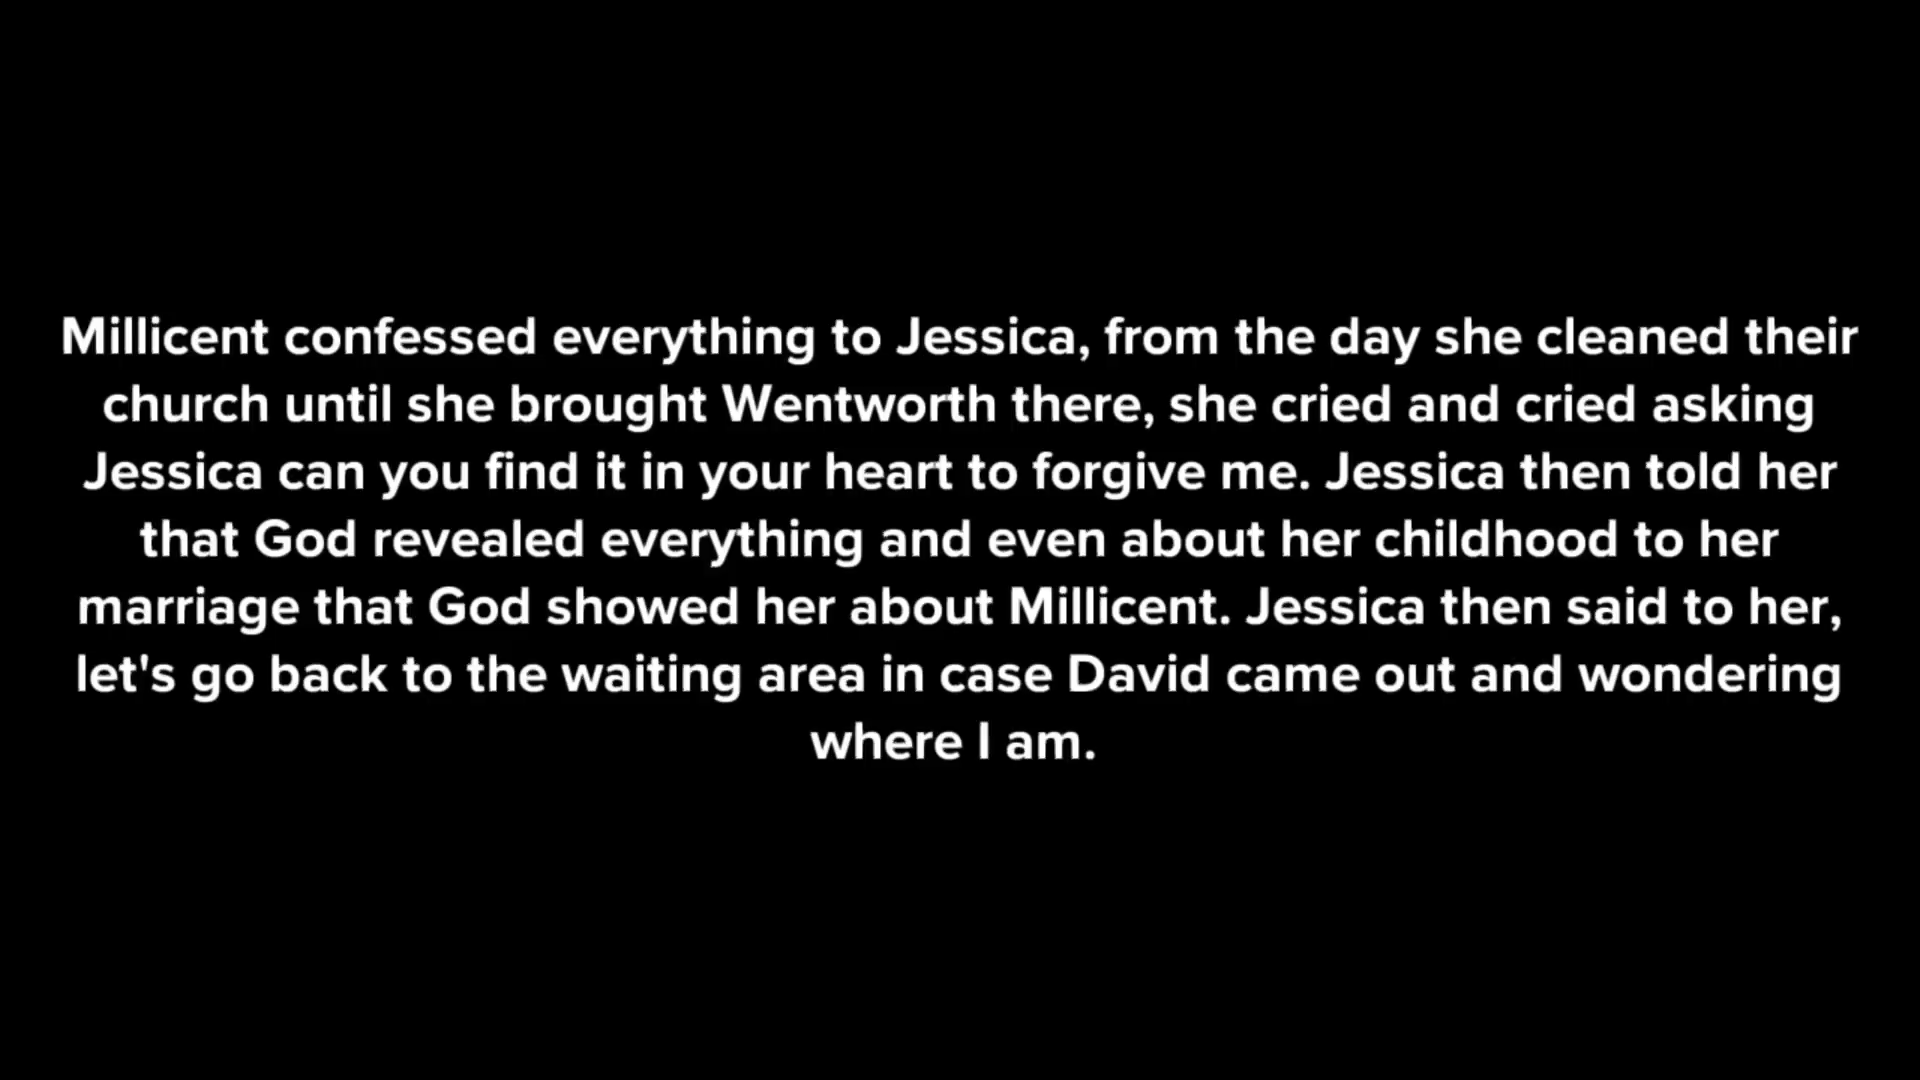 Millicent confessed everything to Jessica, from the day she cleaned their
church until she brought Wentworth there, she cried and cried asking
Jessica can you find it in your heart to forgive me. Jessica then told her
that God revealed everything and even about her childhood to her
marriage that God showed her about Millicent. Jessica then said to her,
let's go back to the waiting area in case David came out and wondering
where I am.